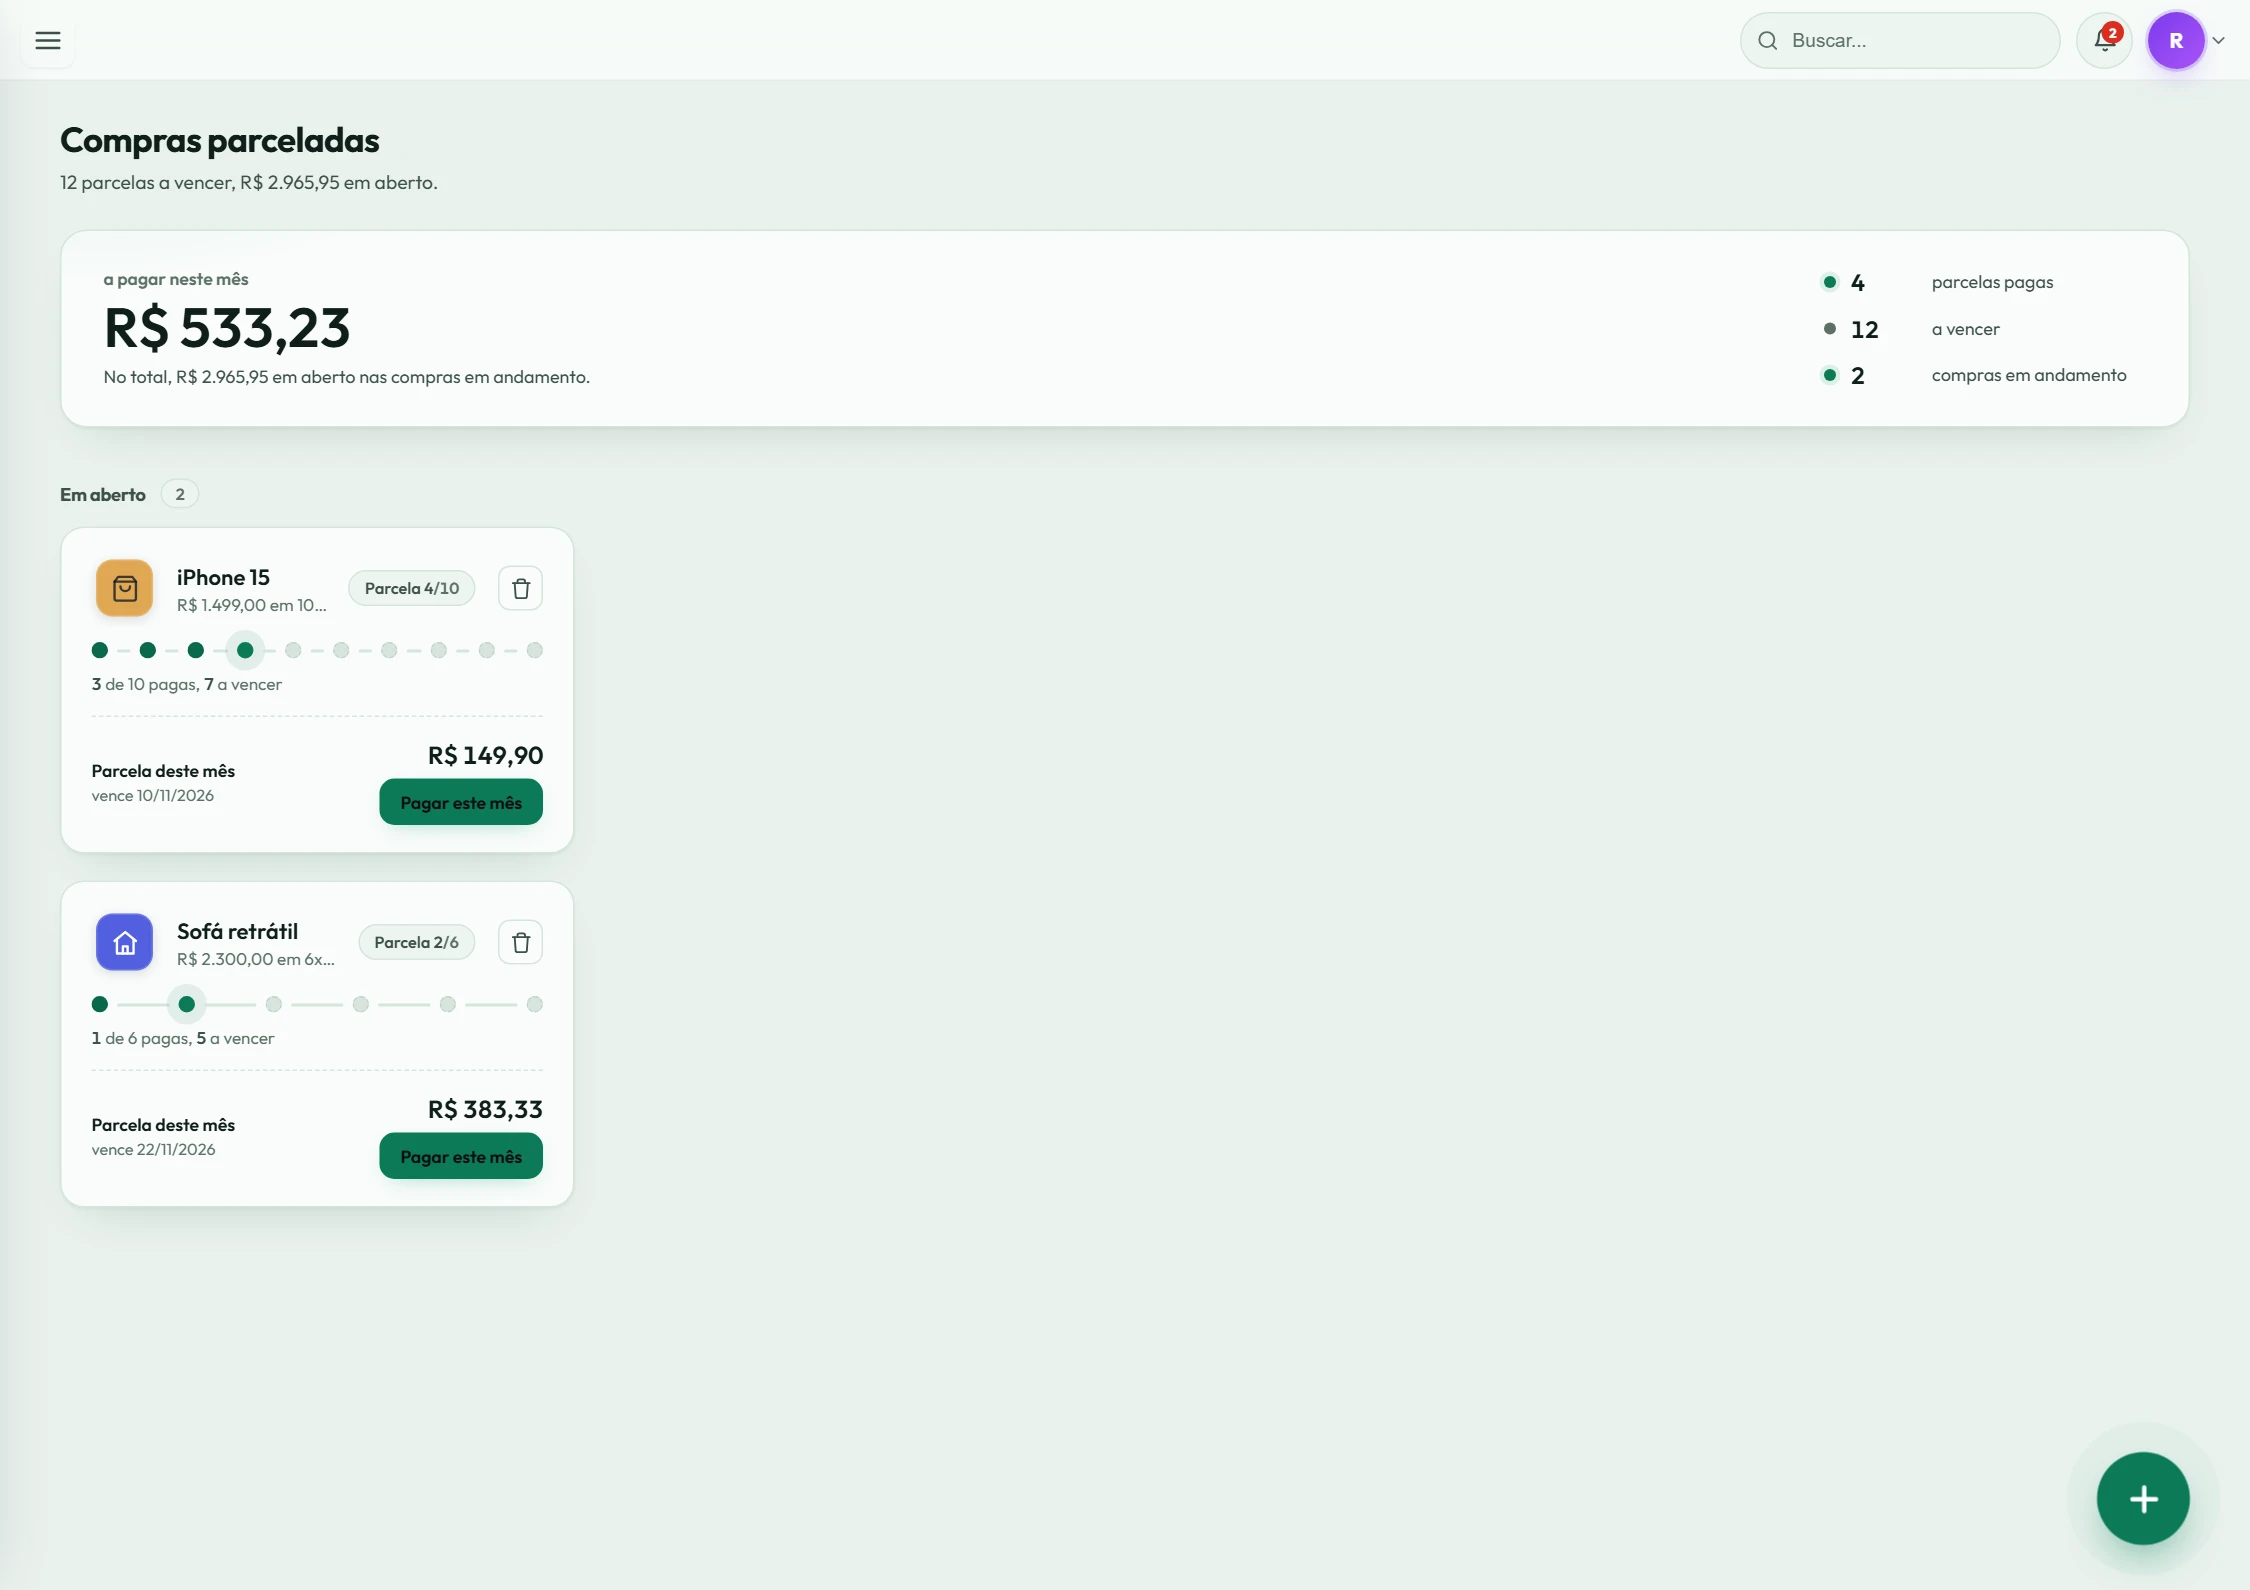 Buscar...
2
R
Compras parceladas
12 parcelas a vencer, R$ 2.965,95 em aberto.
a pagar neste mês
R$ 533,23
No total, R$ 2.965,95 em aberto nas compras em andamento.
4 parcelas pagas
12 a vencer
2 compras em andamento
Em aberto 2
iPhone 15
R$ 1.499,00 em 10...
Parcela 4/10
3 de 10 pagas, 7 a vencer
R$ 149,90
Parcela deste mês
vence 10/11/2026
Pagar este mês
Sofá retrátil
R$ 2.300,00 em 6x...
Parcela 2/6
1 de 6 pagas, 5 a vencer
R$ 383,33
Parcela deste mês
vence 22/11/2026
Pagar este mês